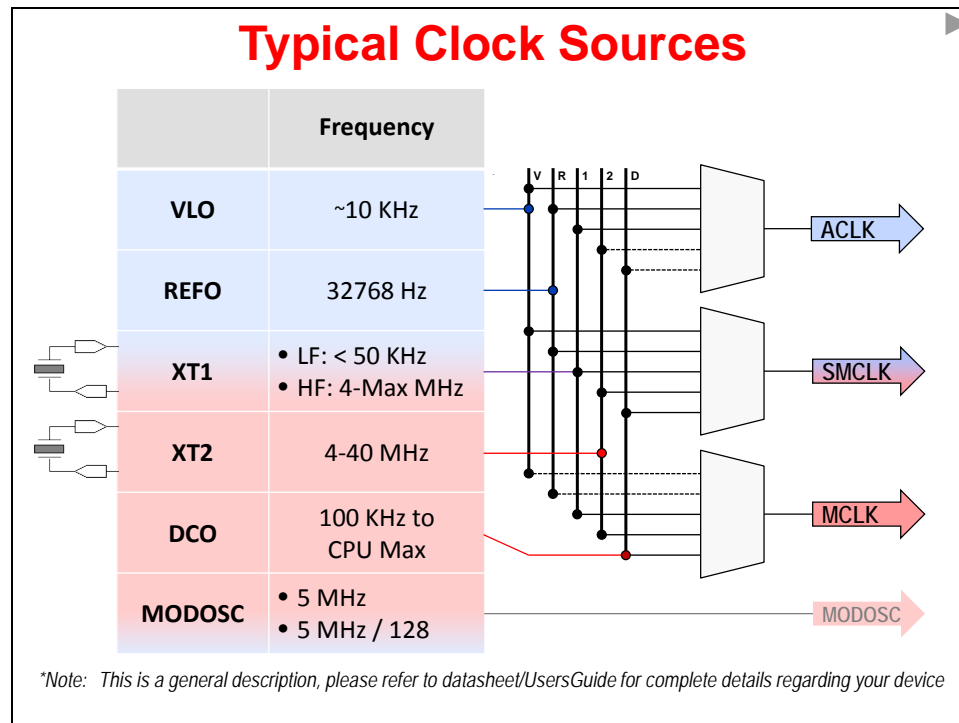 Typical Clock Sources
Frequency
V R 1 2 D
VLO
~10 KHz
ACLK
REFO
32768 Hz
XT1
• LF: < 50 KHz
• HF: 4-Max MHz
SMCLK
XT2
4-40 MHz
DCO
100 KHz to
CPU Max
MCLK
MODOSC
• 5 MHz
• 5 MHz / 128
MODOSC
*Note: This is a general description, please refer to datasheet/UsersGuide for complete details regarding your device